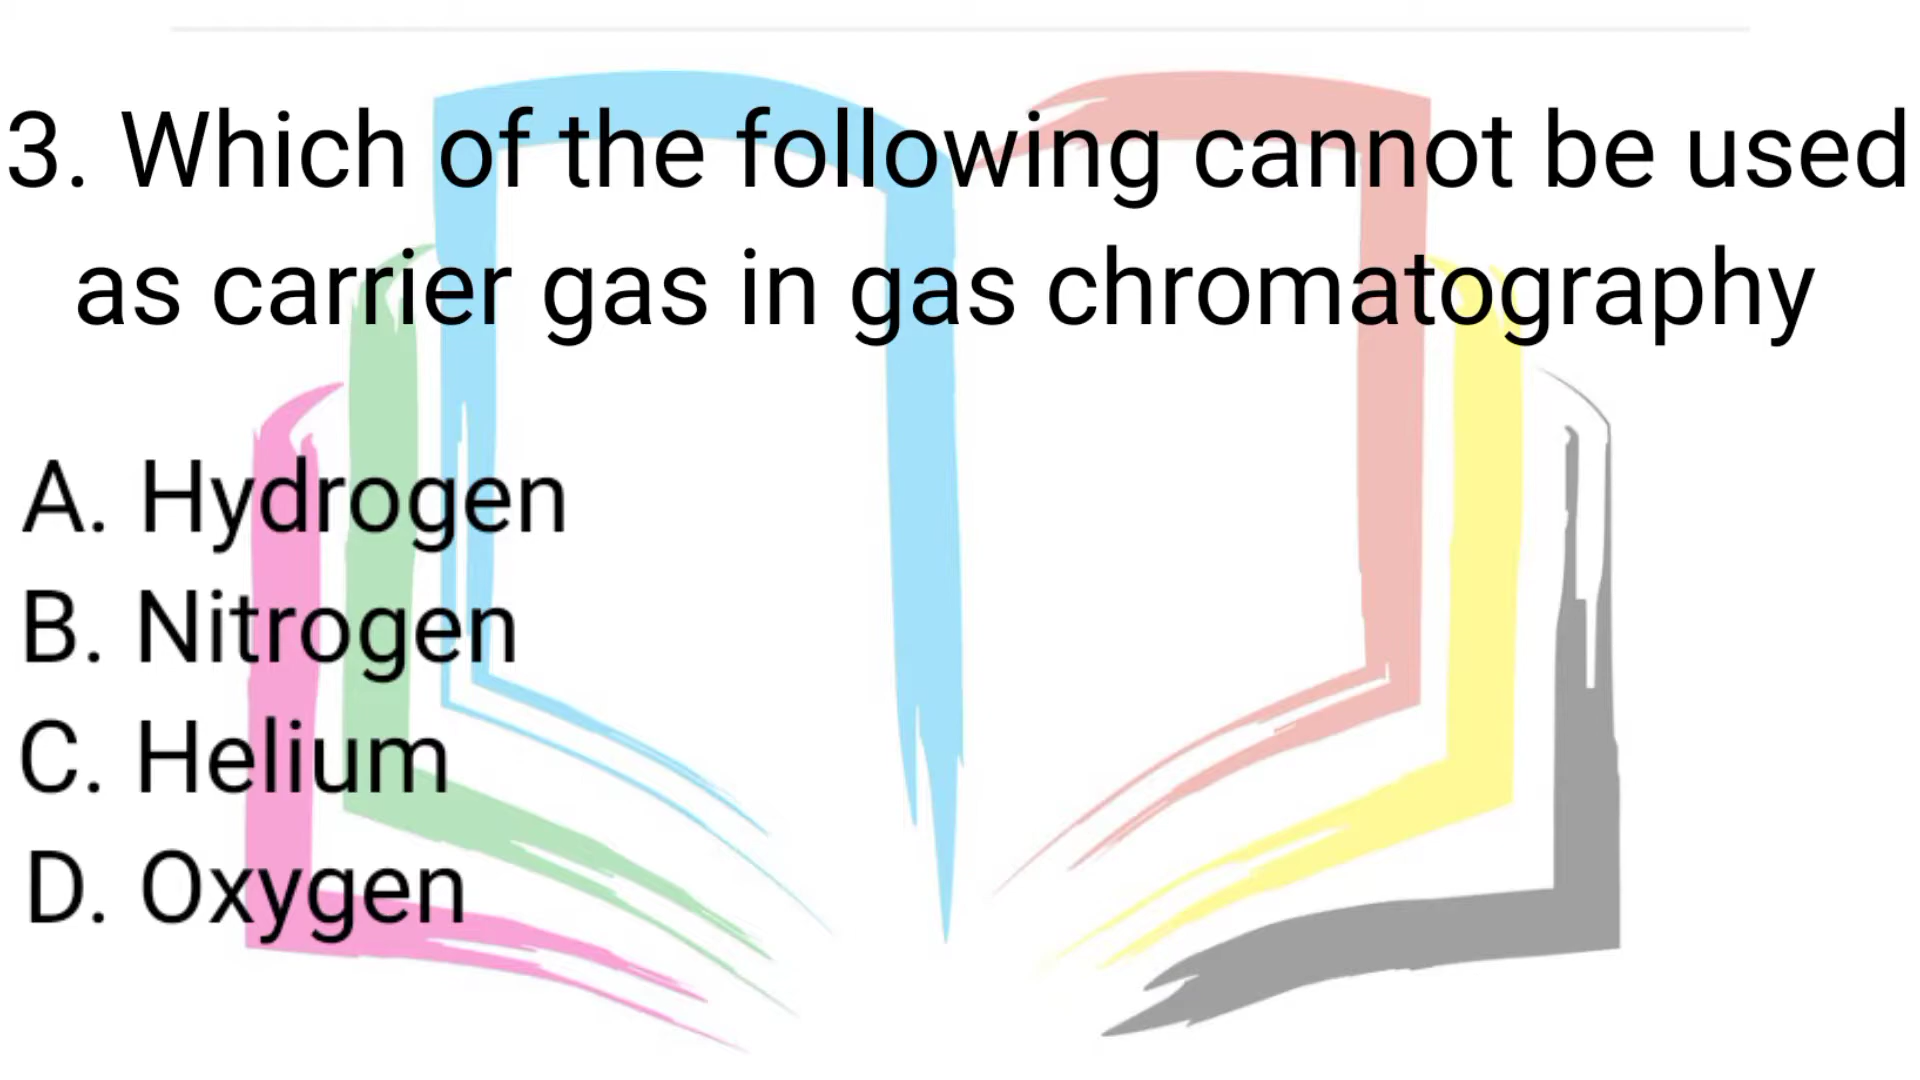 3. Which of the following cannot be used
as carrier gas in gas chromatography
A. Hydrogen
B. Nitrogen
C. Helium
D. Oxygen